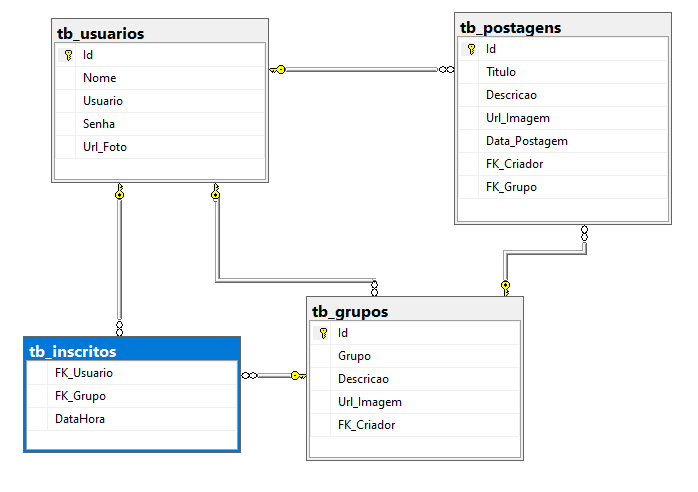 tb_usuarios
Id
Nome
Usuario
Senha
Url_Foto
tb_postagens
Id
Titulo
Descricao
Url_Imagem
Data_Postagem
FK_Criador
FK_Grupo
tb_inscritos
FK_Usuario
FK_Grupo
DataHora
tb_grupos
Id
Grupo
Descricao
Url_Imagem
FK_Criador